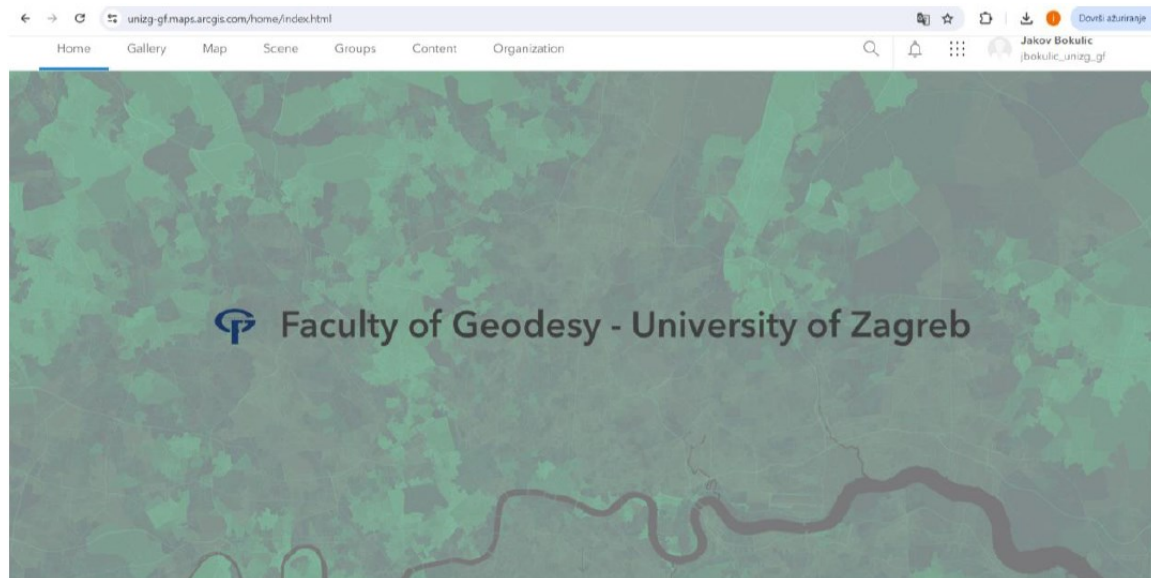 unizg-gf.maps.arcgis.com/home/index.html
Dovrši ažuriranje
Home Gallery Map Scene Groups Content Organization
Jakov Bokulic
jbokulic_unizg_gf
Faculty of Geodesy - University of Zagreb